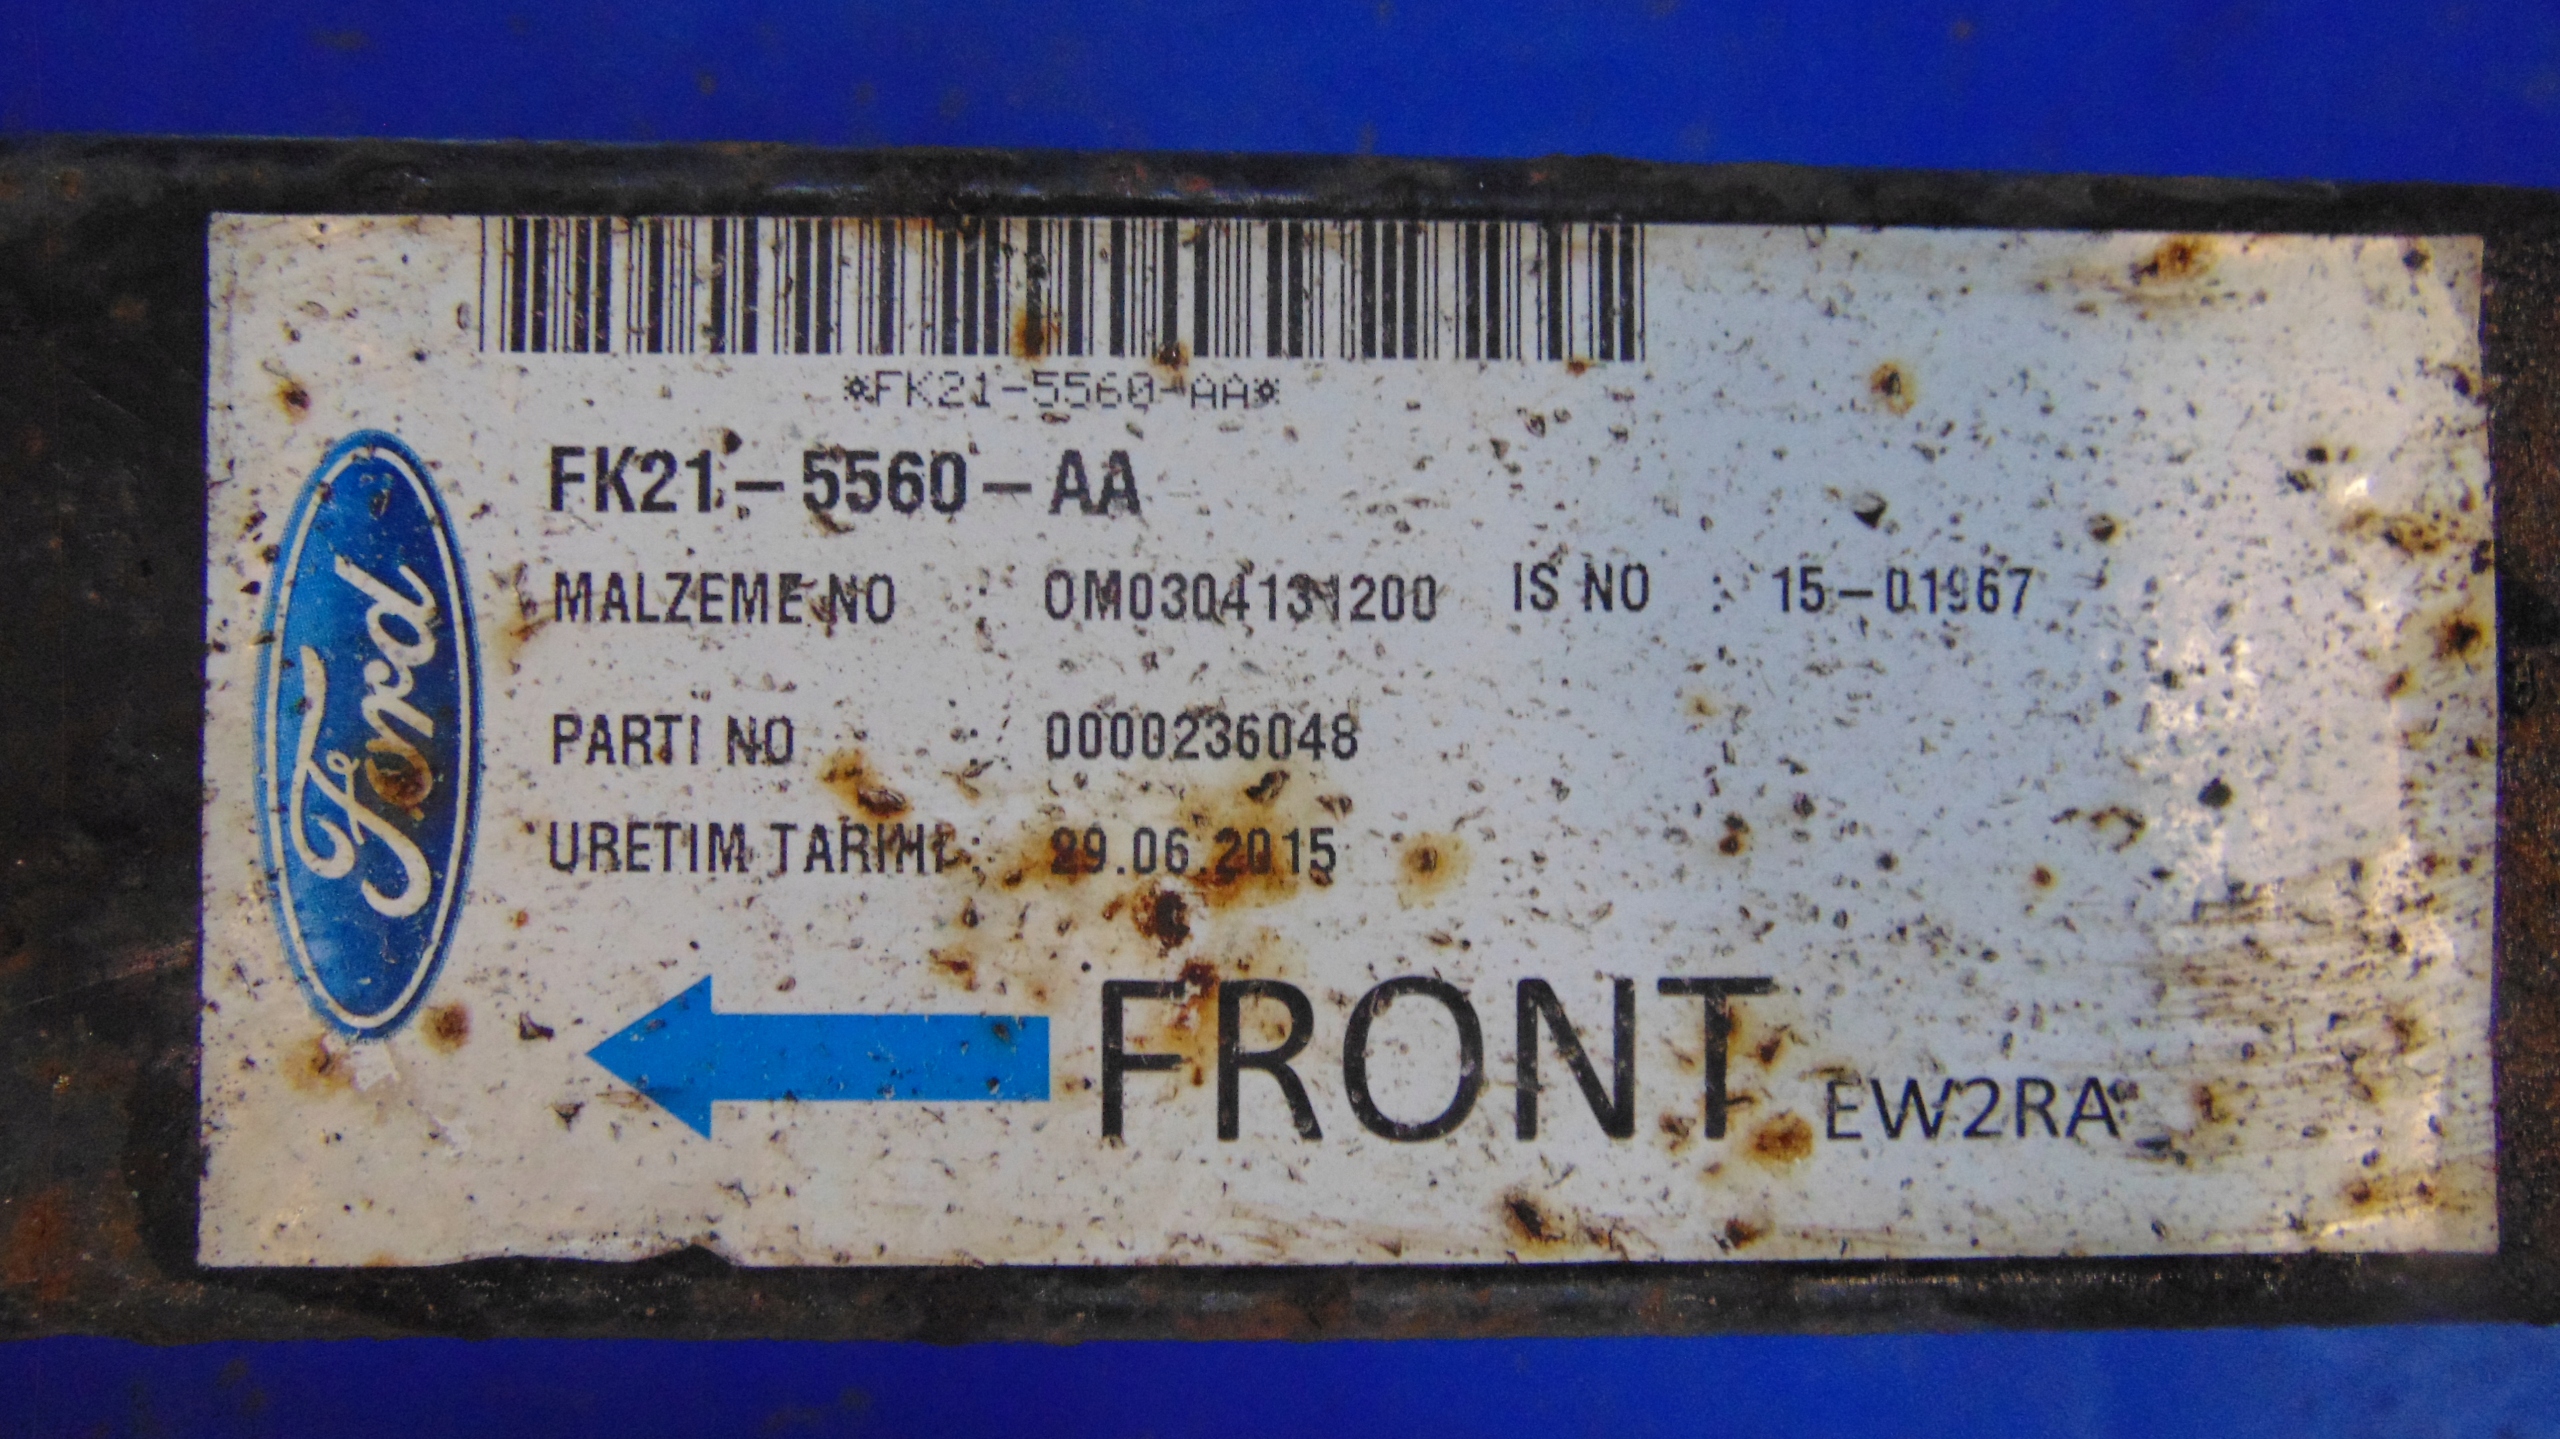 *FK21-5560-AA*
FK21 - 5560 - AA
MALZEME NO : OM0304131200 IS NO : 15-01967
PARTİ NO 0000236048
URETIM TARIHI : 29.06.2015
FRONT EW2RA
Ford